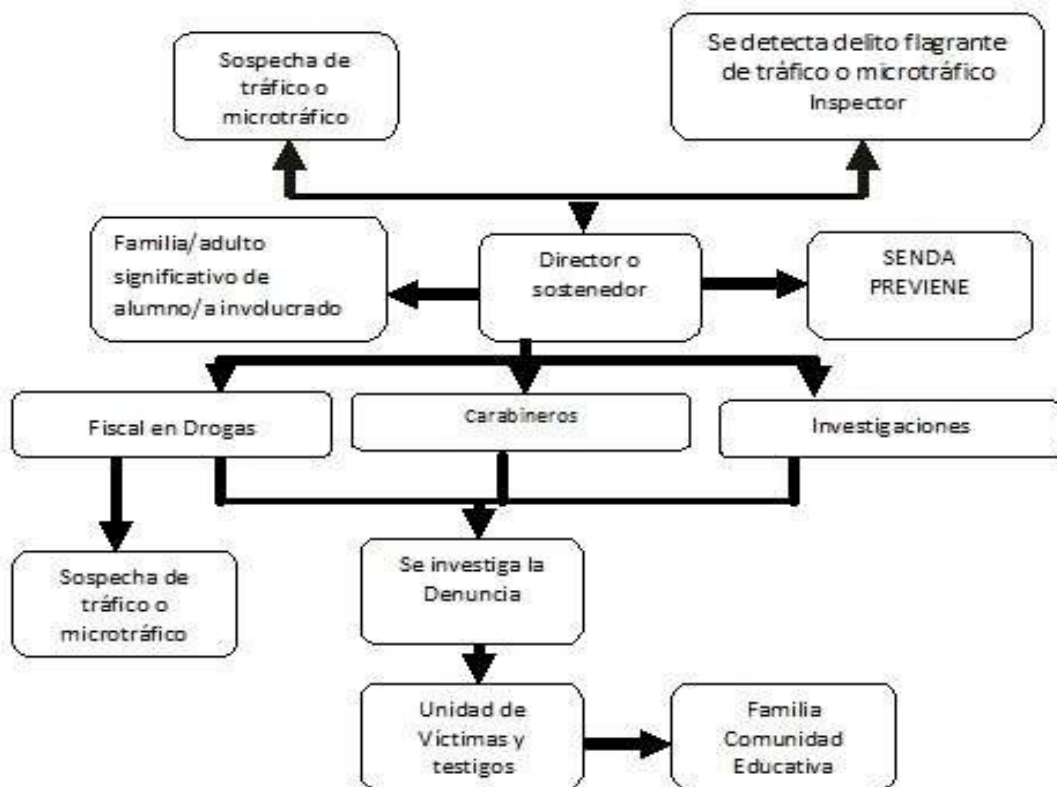 Sospecha de
tráfico o
microtráfico
Se detecta delito flagrante
de tráfico o microtráfico
Inspector
Familia/adulto
significativo de
alumno/a involucrado
Director o
sostenedor
SENDA
PREVIENE
Fiscal en Drogas
Carabineros
Investigaciones
Sospecha de
tráfico o
microtráfico
Se investiga la
Denuncia
Unidad de
Víctimas y
testigos
Familia
Comunidad
Educativa